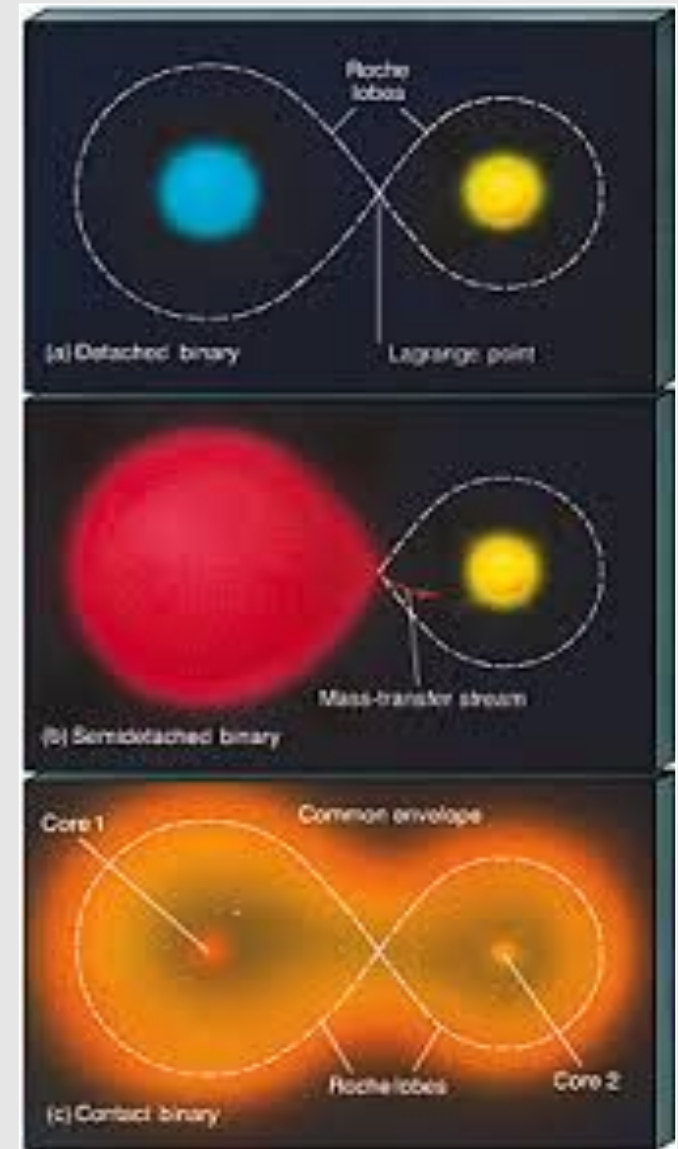 Roche
lobes
(a) Detached binary
Lagrange point
Mass-transfer stream
(b) Semidetached binary
Core 1
Common envelope
Roche lobes
Core 2
(c) Contact binary